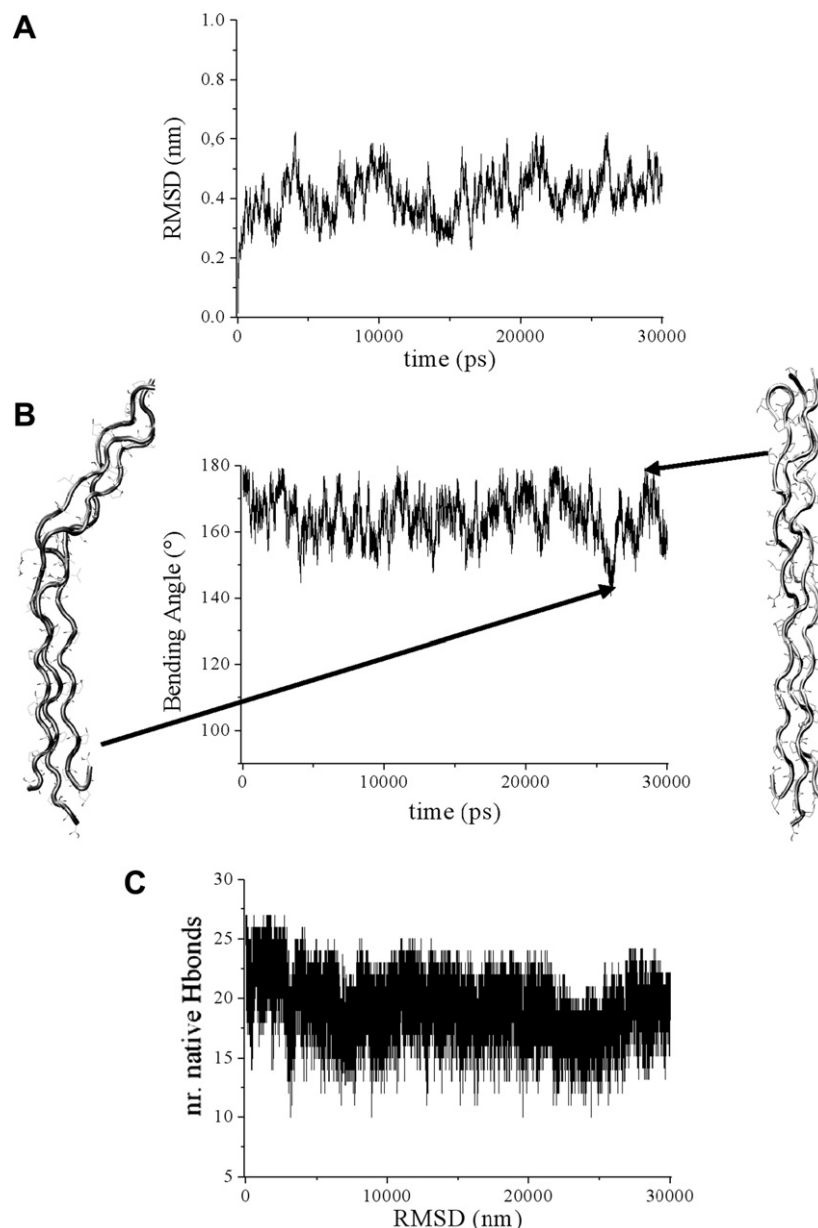 A
RMSD (nm)
1.0
0.8
0.6
0.4
0.2
0.0
0 10000 20000 30000
time (ps)
B
Bending Angle (°)
180
160
140
120
100
0 10000 20000 30000
time (ps)
C
nr. native Hbonds
30
25
20
15
10
5
0 10000 20000 30000
RMSD (nm)